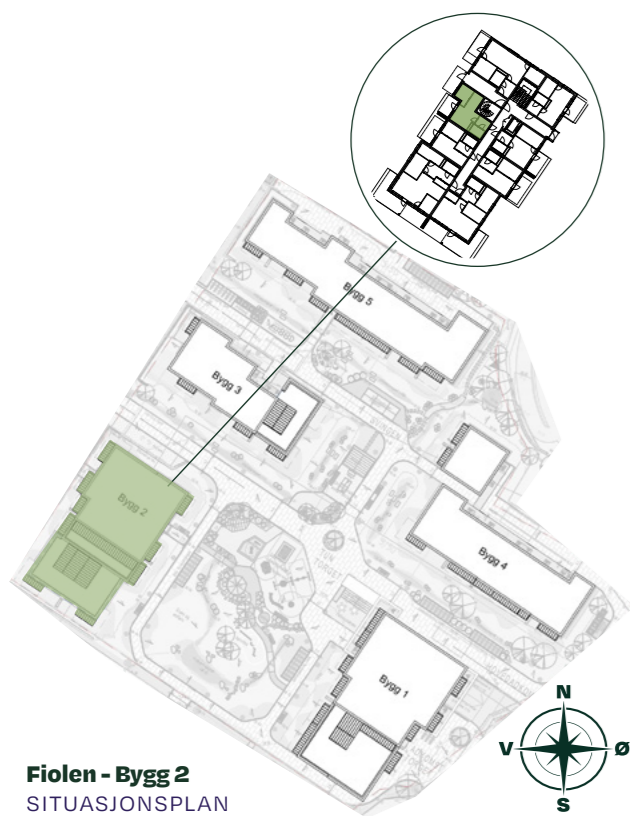 Bygg 5
Bygg 3
Bygg 2
Bygg 4
Bygg 1
N
V
Ø
S
Fiolen - Bygg 2
SITUASJONSPLAN